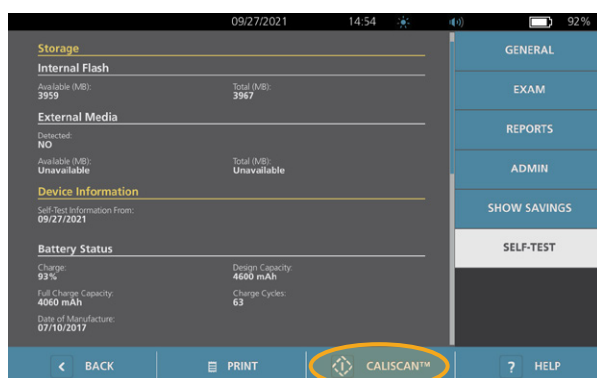 09/27/2021 14:54 92%
Storage
Internal Flash
Available (MB): Total (MB):
3959 3967
External Media
Detected:
NO
Available (MB): Total (MB):
Unavailable Unavailable
Device Information
Self-Test Information From:
09/27/2021
Battery Status
Charge: Design Capacity:
93% 4600 mAh
Full Charge Capacity: Charge Cycles:
4060 mAh 63
Date of Manufacture:
07/10/2017
GENERAL
EXAM
REPORTS
ADMIN
SHOW SAVINGS
SELF-TEST
< BACK
PRINT
CALISCAN™
? HELP